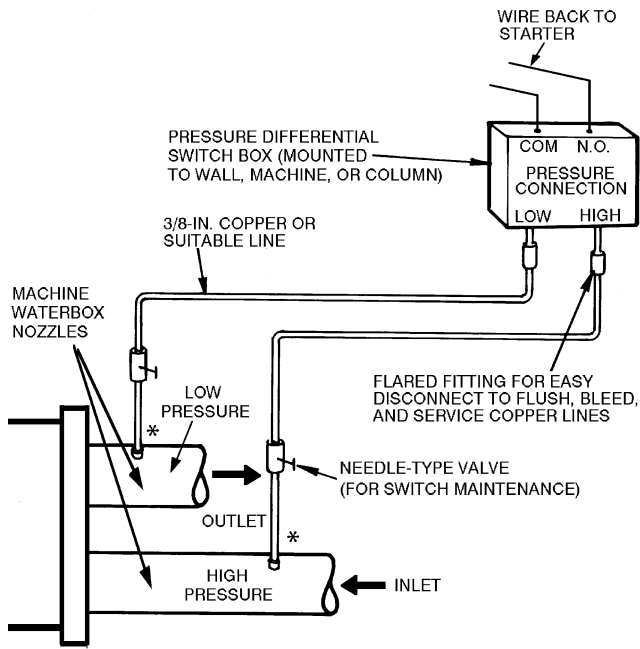 WIRE BACK TO
STARTER
PRESSURE DIFFERENTIAL
SWITCH BOX (MOUNTED
TO WALL, MACHINE, OR COLUMN)
COM N.O.
PRESSURE
CONNECTION
LOW HIGH
3/8-IN. COPPER OR
SUITABLE LINE
MACHINE
WATERBOX
NOZZLES
FLARED FITTING FOR EASY
DISCONNECT TO FLUSH, BLEED,
AND SERVICE COPPER LINES
LOW
PRESSURE
*
NEEDLE-TYPE VALVE
(FOR SWITCH MAINTENANCE)
OUTLET
*
HIGH
PRESSURE
INLET